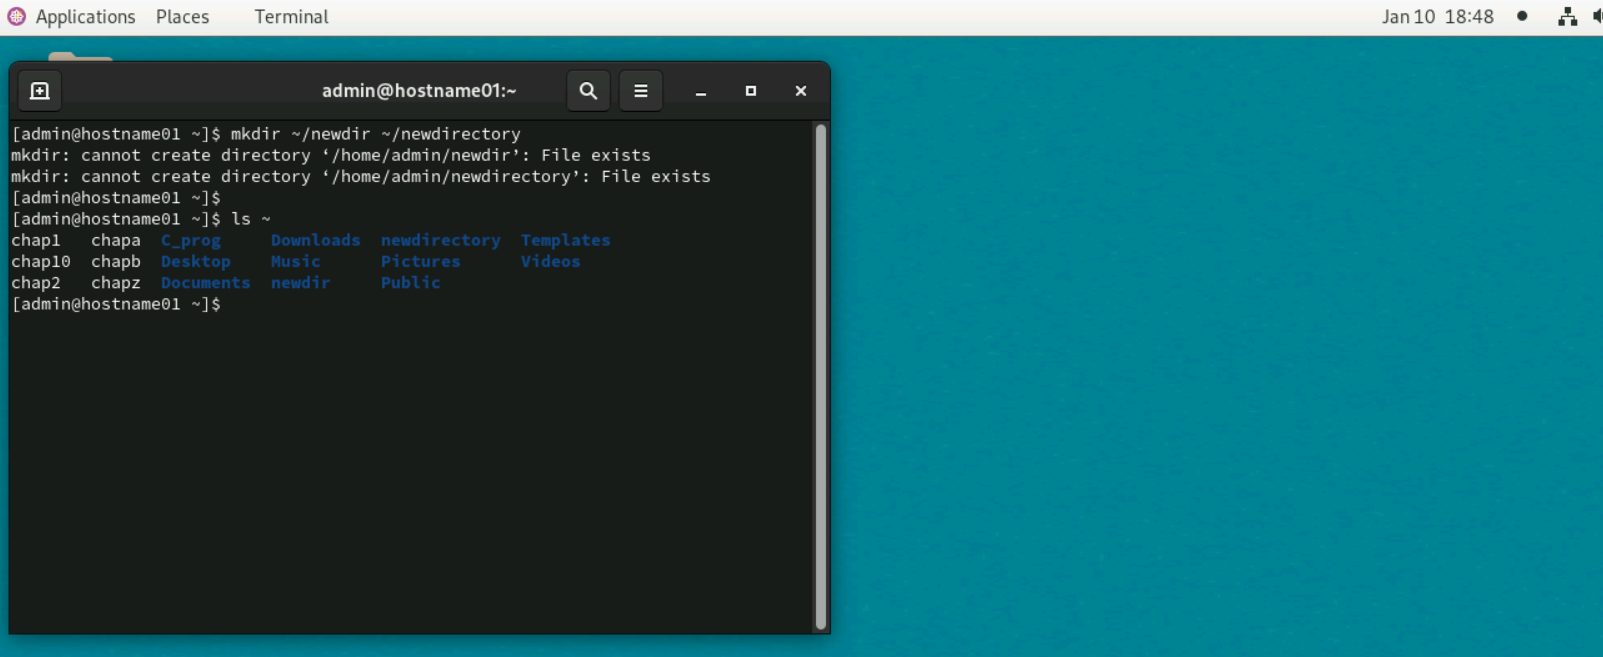 Applications Places Terminal Jan 10 18:48
admin@hostname01:~
[admin@hostname01 ~]$ mkdir ~/newdir ~/newdirectory
mkdir: cannot create directory ‘/home/admin/newdir’: File exists
mkdir: cannot create directory ‘/home/admin/newdirectory’: File exists
[admin@hostname01 ~]$
[admin@hostname01 ~]$ ls ~
chap1 chapa C_prog Downloads newdirectory Templates
chap10 chapb Desktop Music Pictures Videos
chap2 chapz Documents newdir Public
[admin@hostname01 ~]$